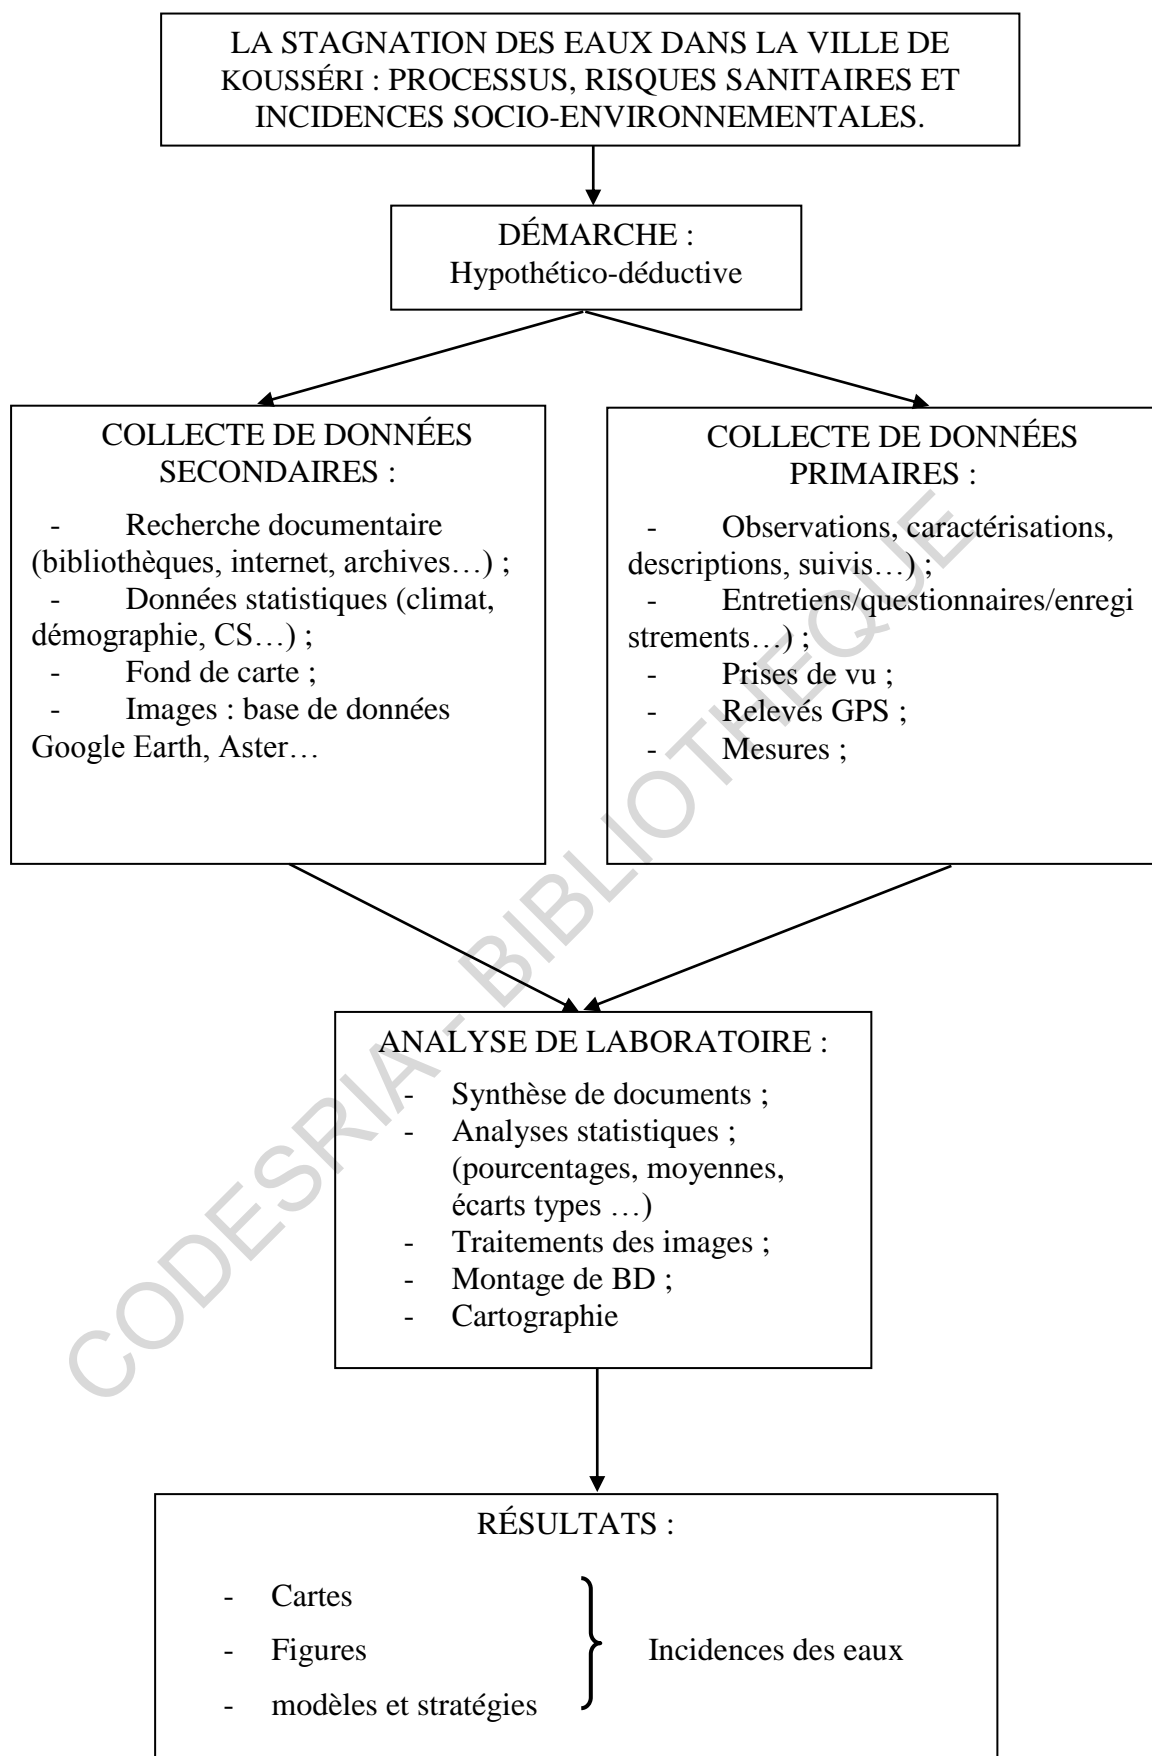 LA STAGNATION DES EAUX DANS LA VILLE DE
KOUSSÉRI : PROCESSUS, RISQUES SANITAIRES ET
INCIDENCES SOCIO-ENVIRONNEMENTALES.
DÉMARCHE :
Hypothético-déductive
COLLECTE DE DONNÉES
SECONDAIRES :
- Recherche documentaire
(bibliothèques, internet, archives…) ;
- Données statistiques (climat,
démographie, CS…) ;
- Fond de carte ;
- Images : base de données
Google Earth, Aster…
COLLECTE DE DONNÉES
PRIMAIRES :
- Observations, caractérisations,
descriptions, suivis…) ;
- Entretiens/questionnaires/enregi
strements…) ;
- Prises de vu ;
- Relevés GPS ;
- Mesures ;
ANALYSE DE LABORATOIRE :
- Synthèse de documents ;
- Analyses statistiques ;
(pourcentages, moyennes,
écarts types …)
- Traitements des images ;
- Montage de BD ;
- Cartographie
RÉSULTATS :
- Cartes
- Figures
- modèles et stratégies
Incidences des eaux
CODESRIA - BIBLIOTHEQUE